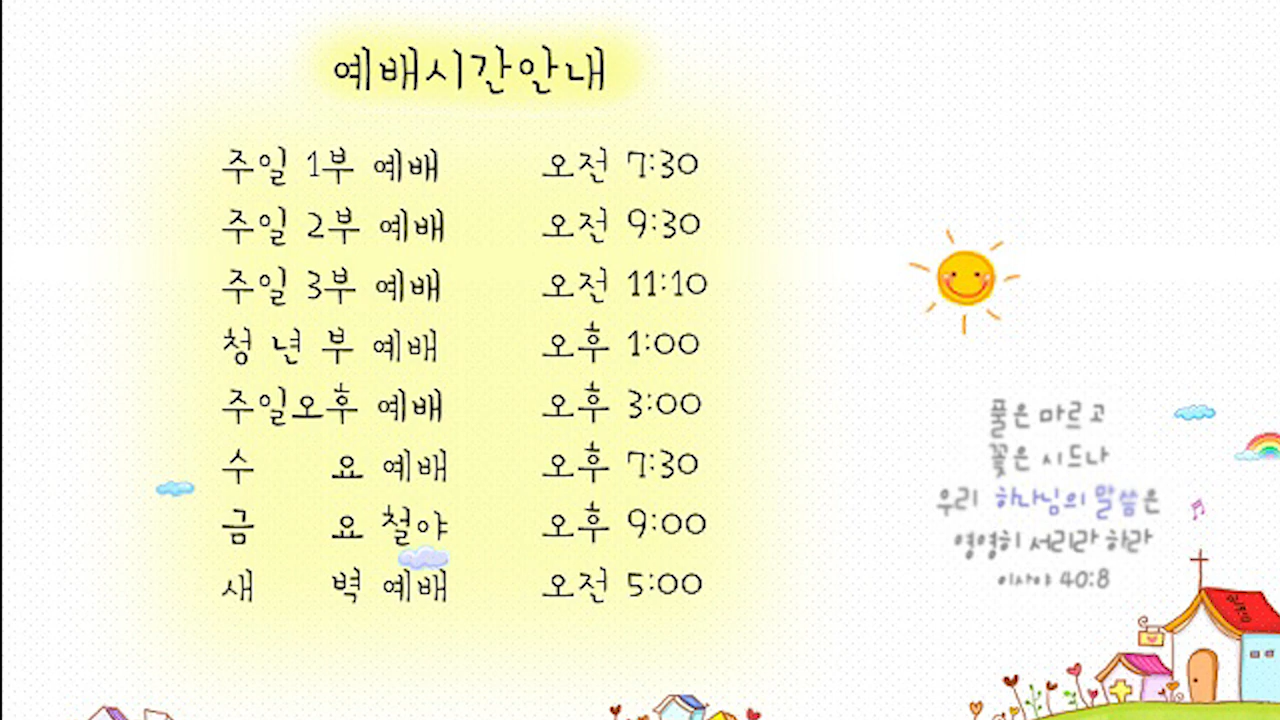 예배시간안내
주일 1부 예배 오전 7:30
주일 2부 예배 오전 9:30
주일 3부 예배 오전 11:10
청 년 부 예배 오후 1:00
주일오후 예배 오후 3:00
수 요 예배 오후 7:30
금 요 철야 오후 9:00
새 벽 예배 오전 5:00
풀은 마르고
꽃은 시드나
우리 하나님의 말씀은
영영히 서리라 하라
이사야 40:8